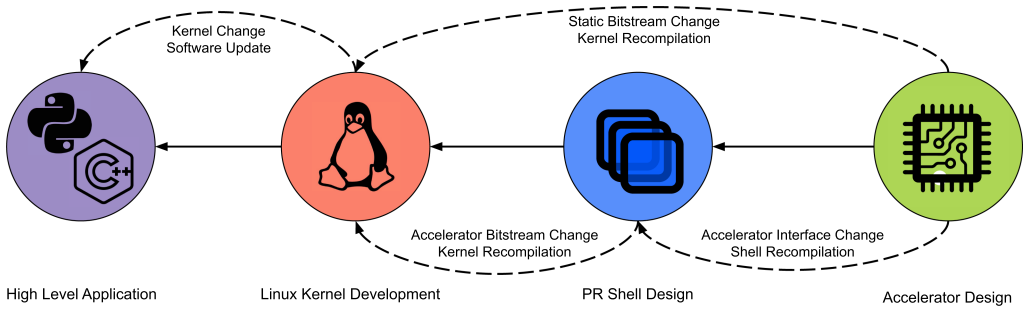 Kernel Change
Software Update
Static Bitstream Change
Kernel Recompilation
C++
Accelerator Bitstream Change
Kernel Recompilation
Accelerator Interface Change
Shell Recompilation
High Level Application
Linux Kernel Development
PR Shell Design
Accelerator Design